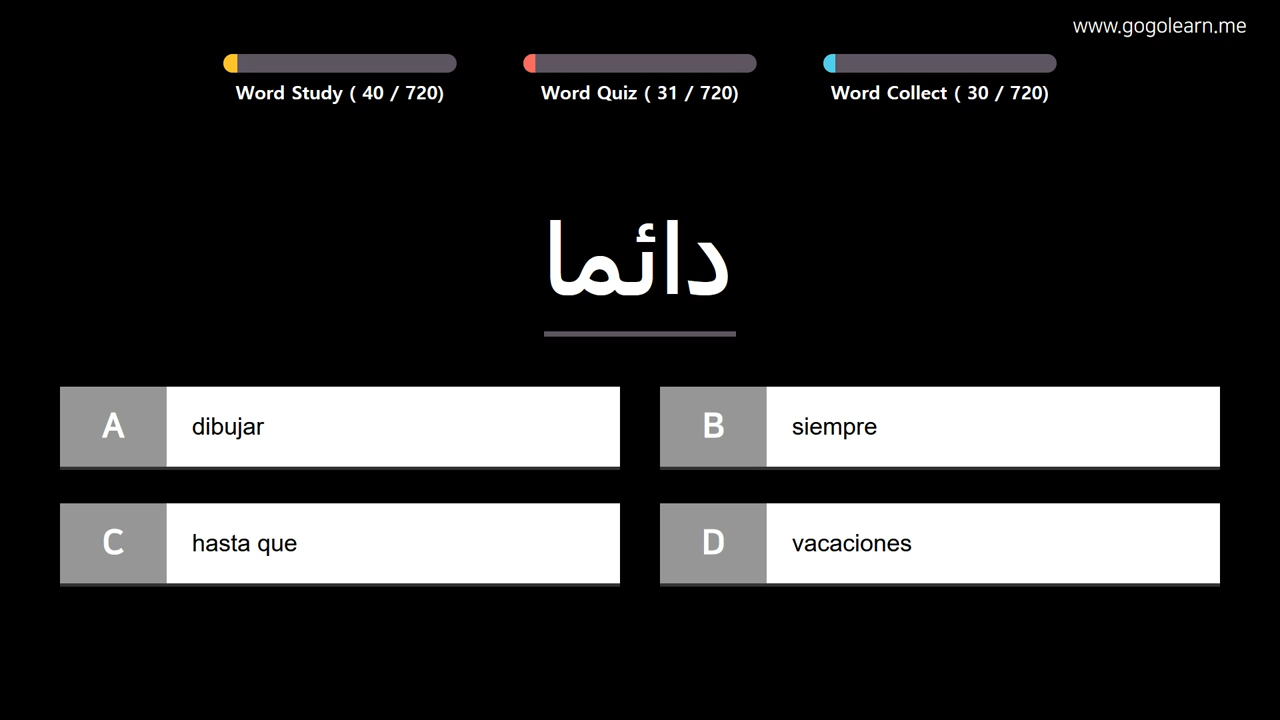 www.gogolearn.me
Word Study ( 40 / 720)
Word Quiz ( 31 / 720)
Word Collect ( 30 / 720)
دائما
A dibujar
B siempre
C hasta que
D vacaciones